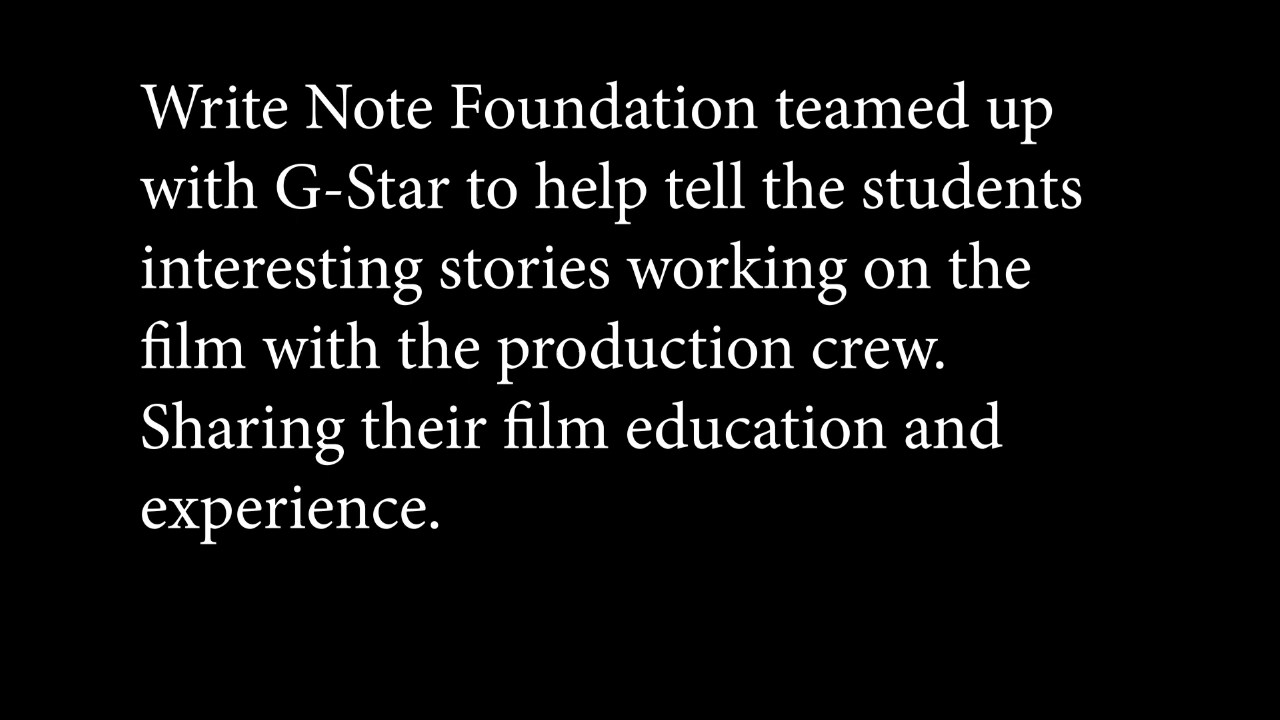 Write Note Foundation teamed up
with G-Star to help tell the students
interesting stories working on the
film with the production crew.
Sharing their film education and
experience.